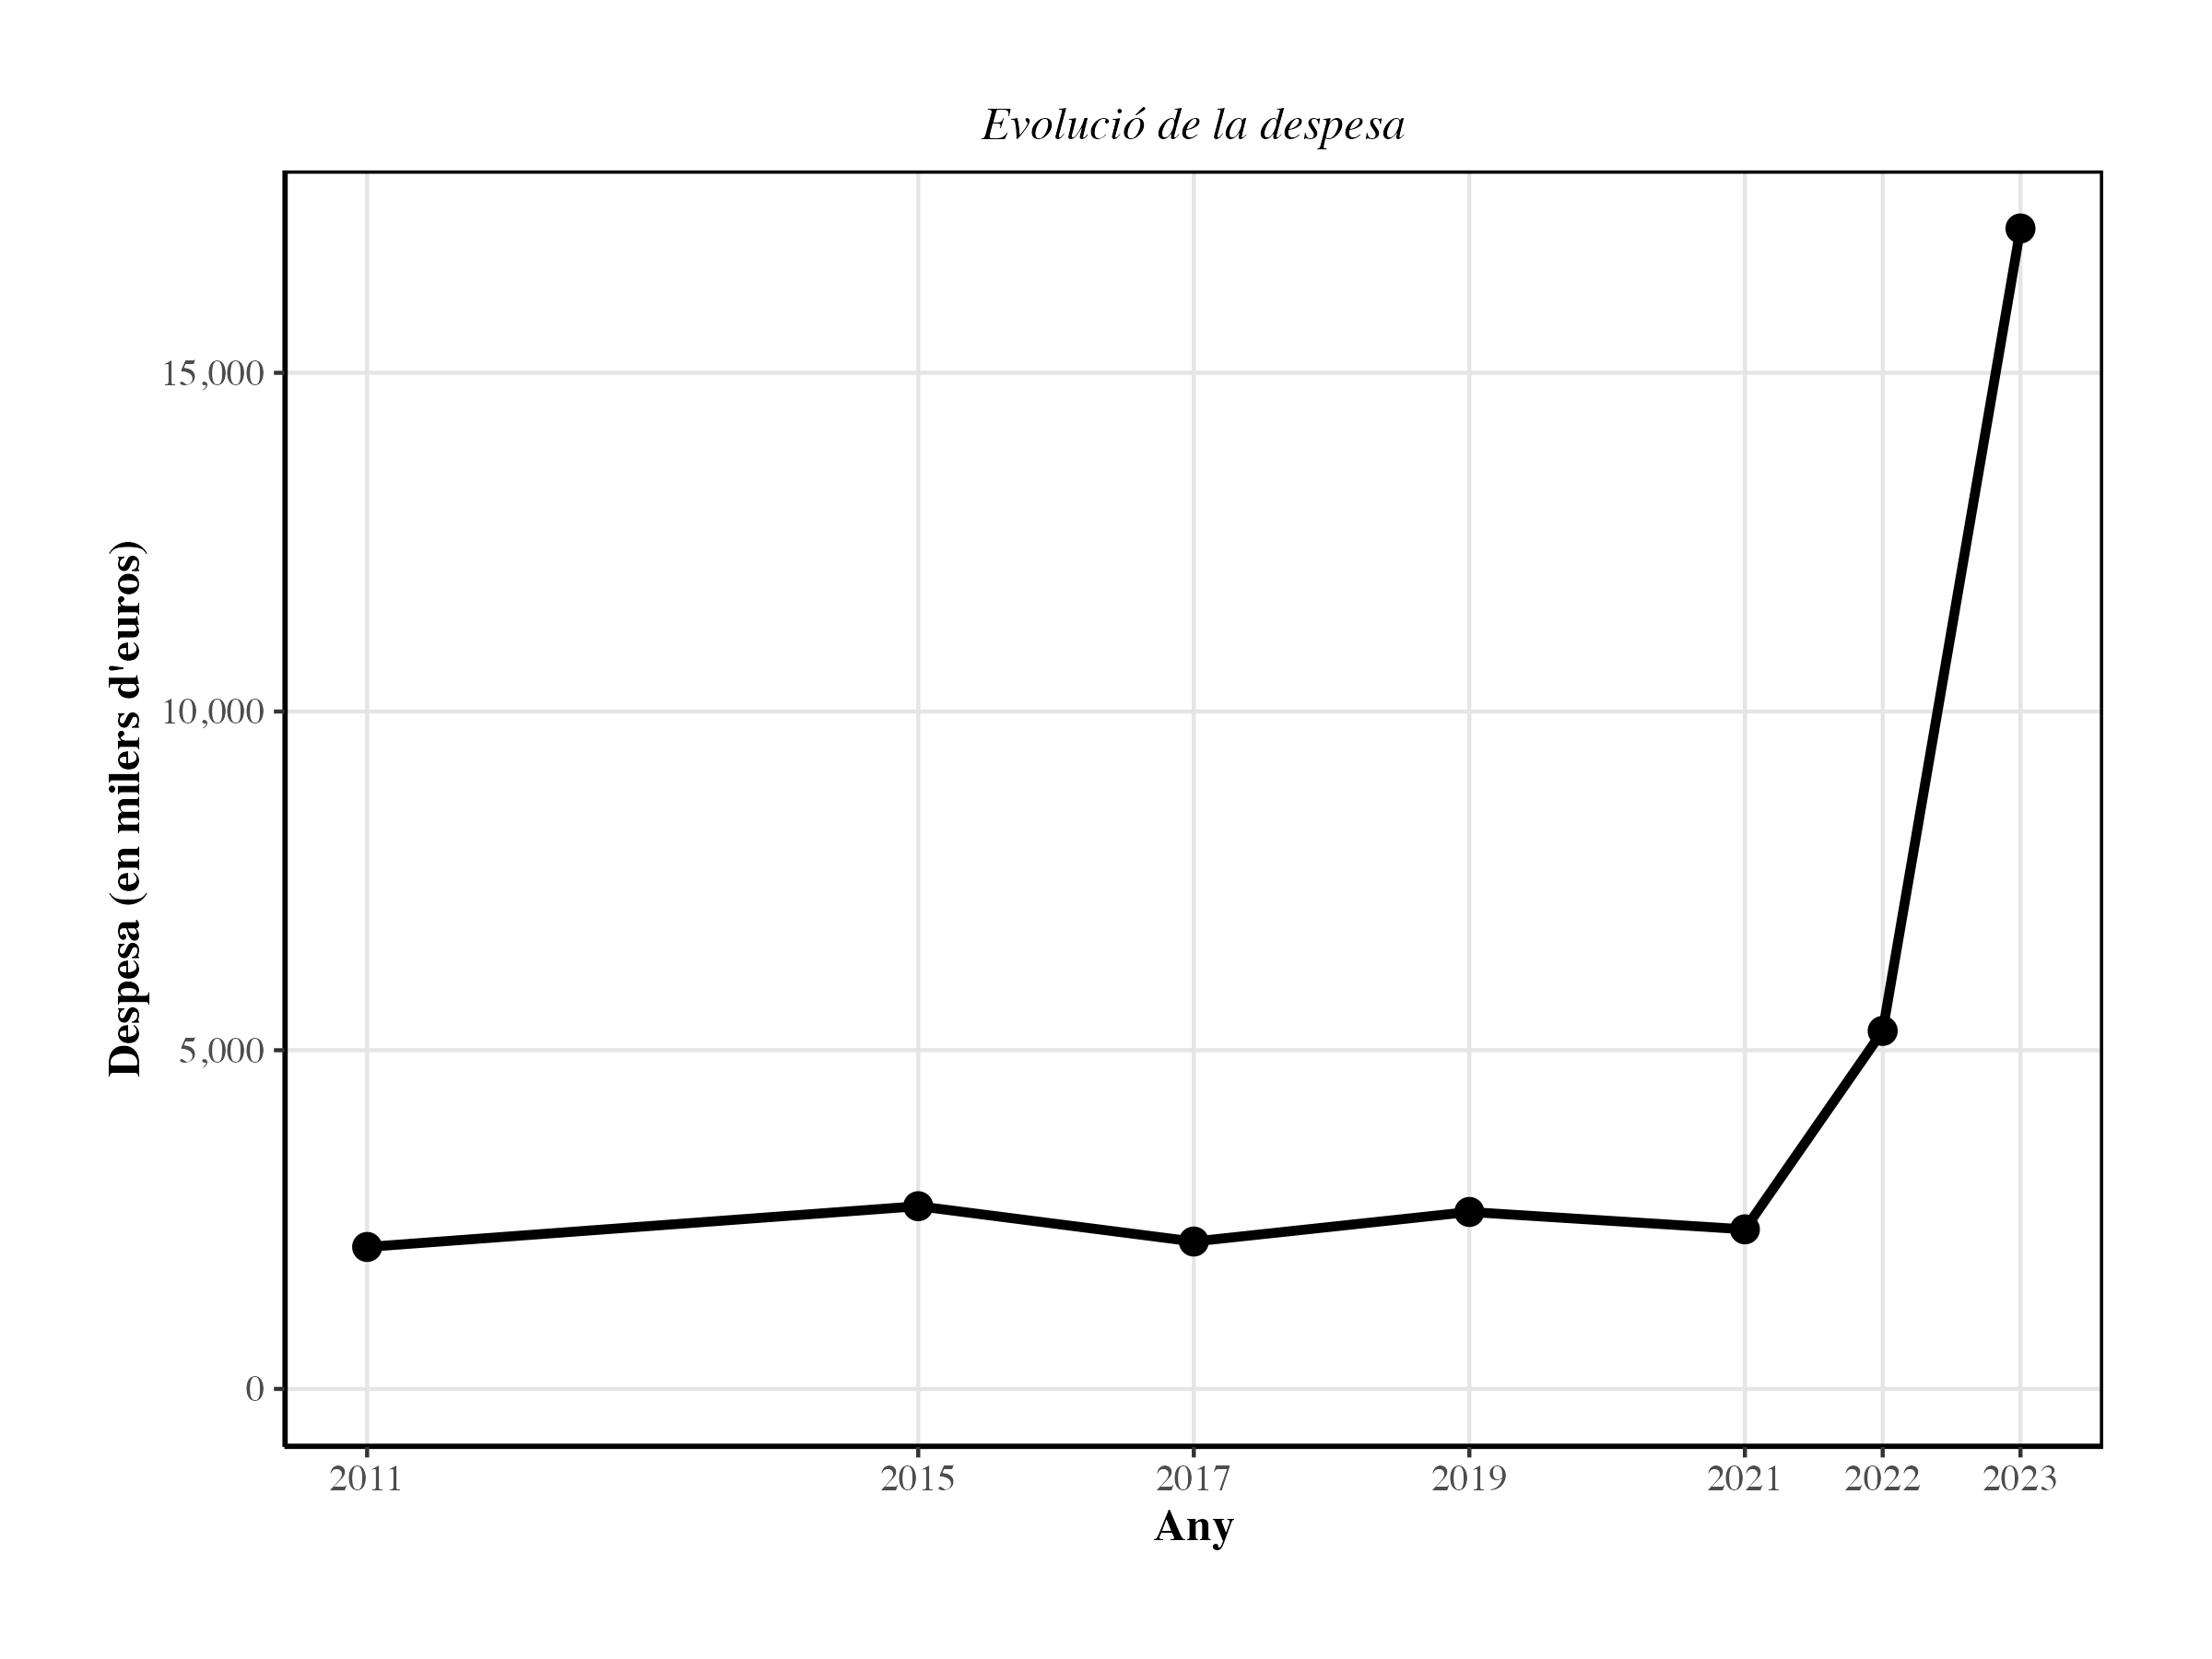 Evolució de la despesa
Despesa (en milers d'euros)
15,000
10,000
5,000
0
2011 2015 2017 2019 2021 2022 2023
Any